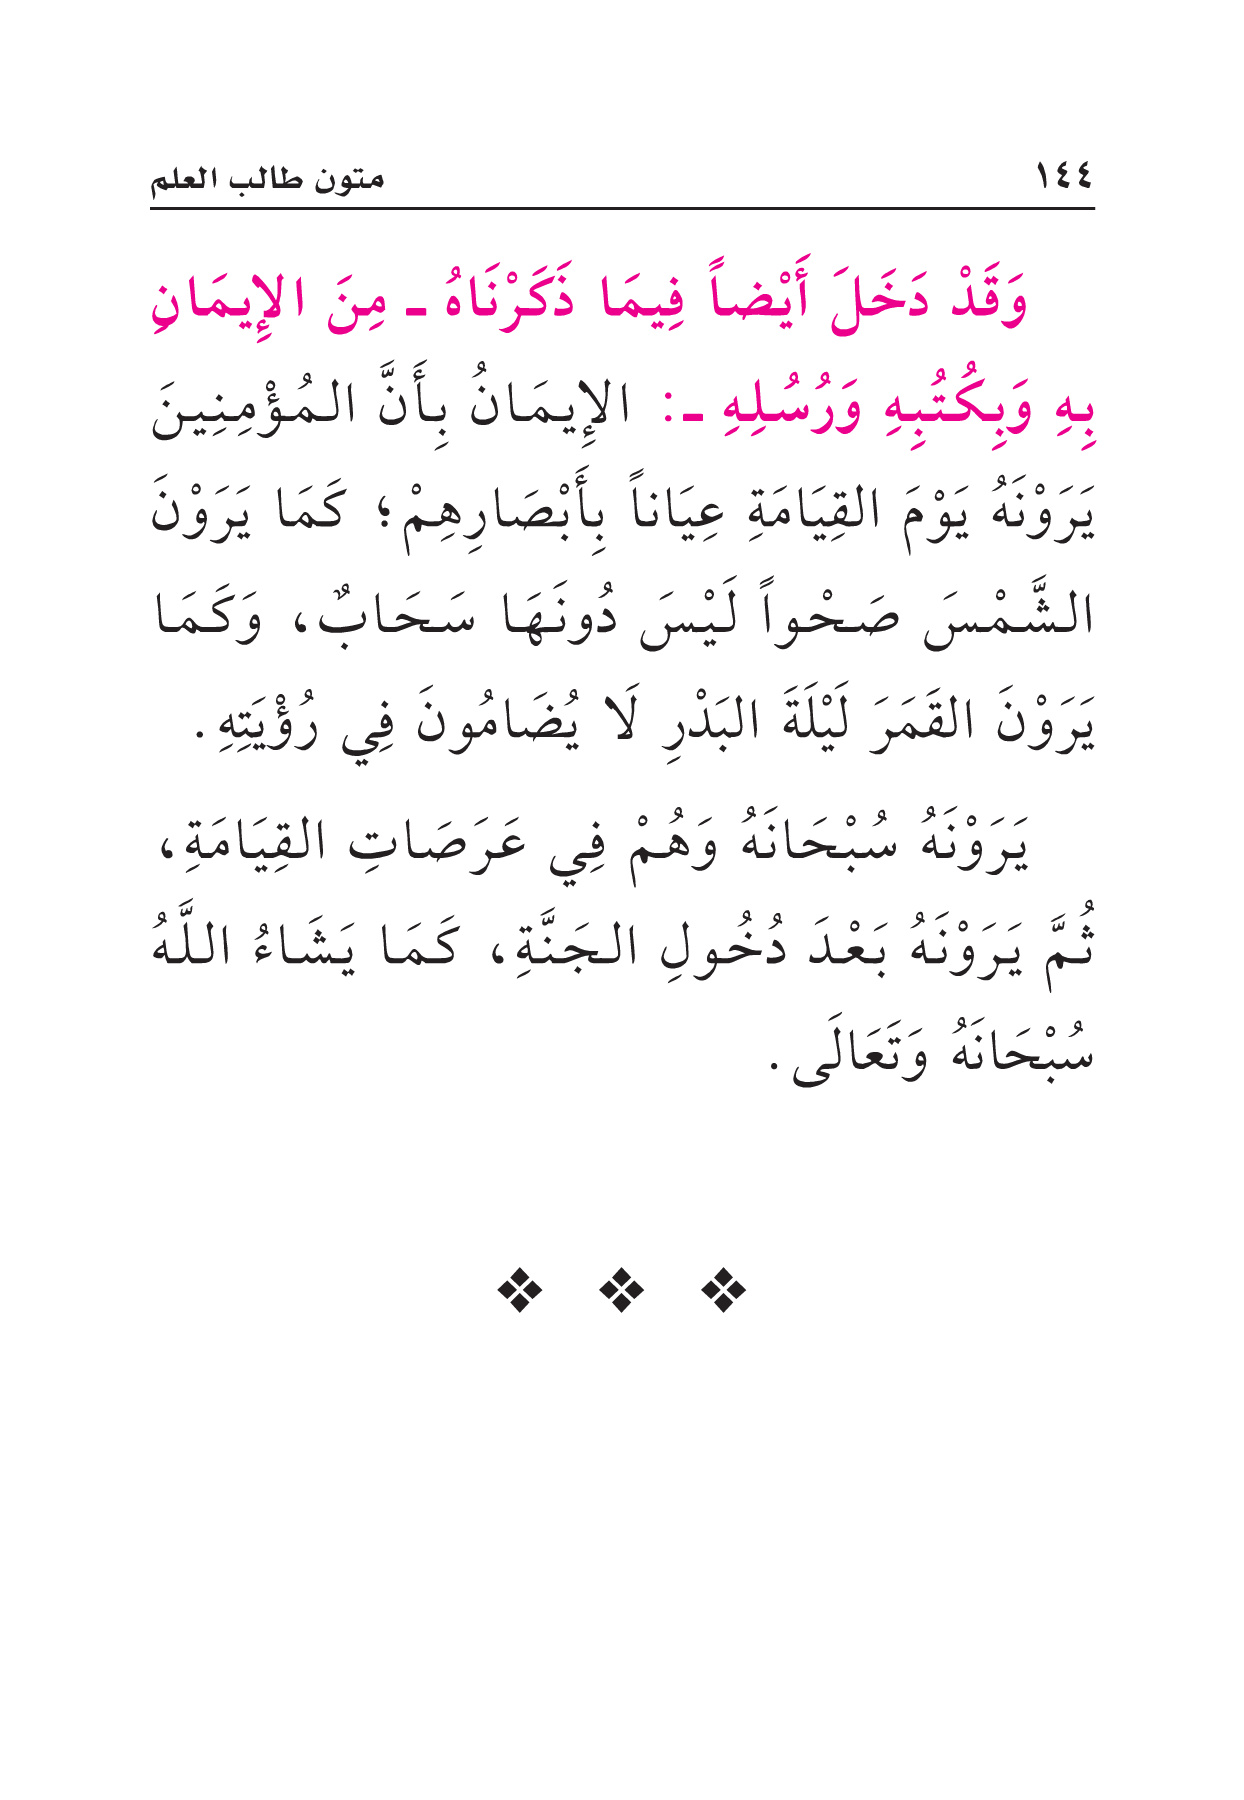 ١٤٤ متون طالب العلم
وَقَدْ دَخَلَ أَيْضاً فِيمَا ذَكَرْنَاهُ ـ مِنَ الإِيمَانِ
بِهِ وَبِكُتُبِهِ وَرُسُلِهِ ـ: الإِيمَانُ بِأَنَّ المُؤْمِنِينَ
يَرَوْنَهُ يَوْمَ القِيَامَةِ عِيَاناً بِأَبْصَارِهِمْ؛ كَمَا يَرَوْنَ
الشَّمْسَ صَحْواً لَيْسَ دُونَهَا سَحَابٌ، وَكَمَا
يَرَوْنَ القَمَرَ لَيْلَةَ البَدْرِ لَا يُضَامُونَ فِي رُؤْيَتِهِ.
يَرَوْنَهُ سُبْحَانَهُ وَهُمْ فِي عَرَصَاتِ القِيَامَةِ،
ثُمَّ يَرَوْنَهُ بَعْدَ دُخُولِ الجَنَّةِ، كَمَا يَشَاءُ اللَّهُ
سُبْحَانَهُ وَتَعَالَى.